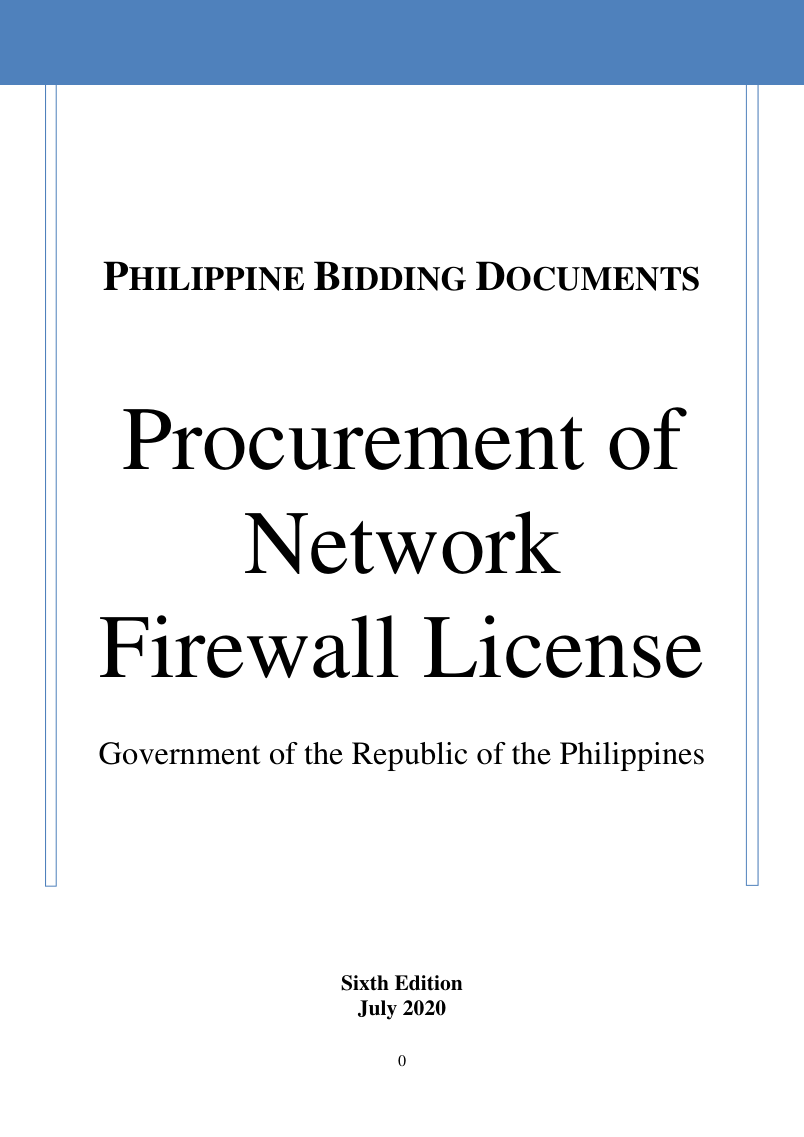 PHILIPPINE BIDDING DOCUMENTS
Procurement of
Network
Firewall License
Government of the Republic of the Philippines
Sixth Edition
July 2020
0